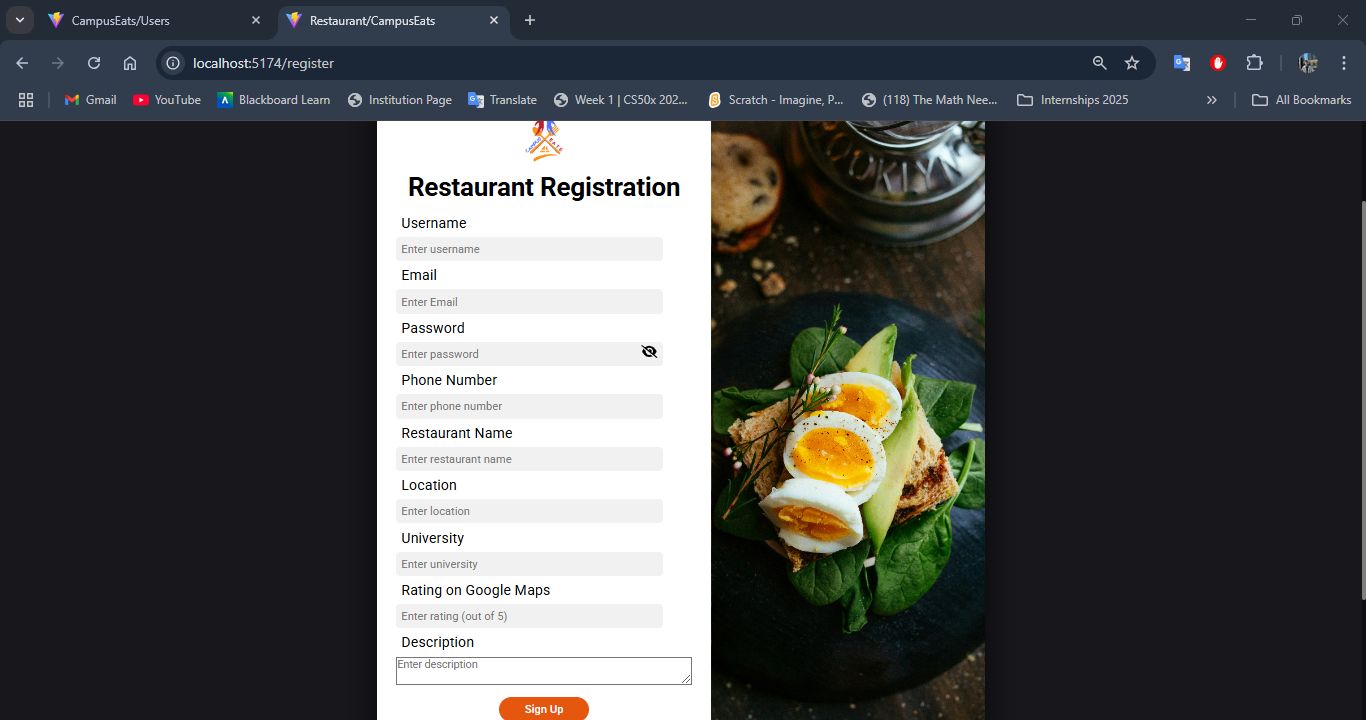 CampusEats/Users
Restaurant/CampusEats
localhost:5174/register
Gmail
YouTube
Blackboard Learn
Institution Page
Translate
Week 1 | CS50x 202...
Scratch - Imagine, P...
(118) The Math Nee...
Internships 2025
All Bookmarks
CAMPUS EATS
OOKLYN
Restaurant Registration
Username
Enter username
Email
Enter Email
Password
Enter password
Phone Number
Enter phone number
Restaurant Name
Enter restaurant name
Location
Enter location
University
Enter university
Rating on Google Maps
Enter rating (out of 5)
Description
Enter description
Sign Up